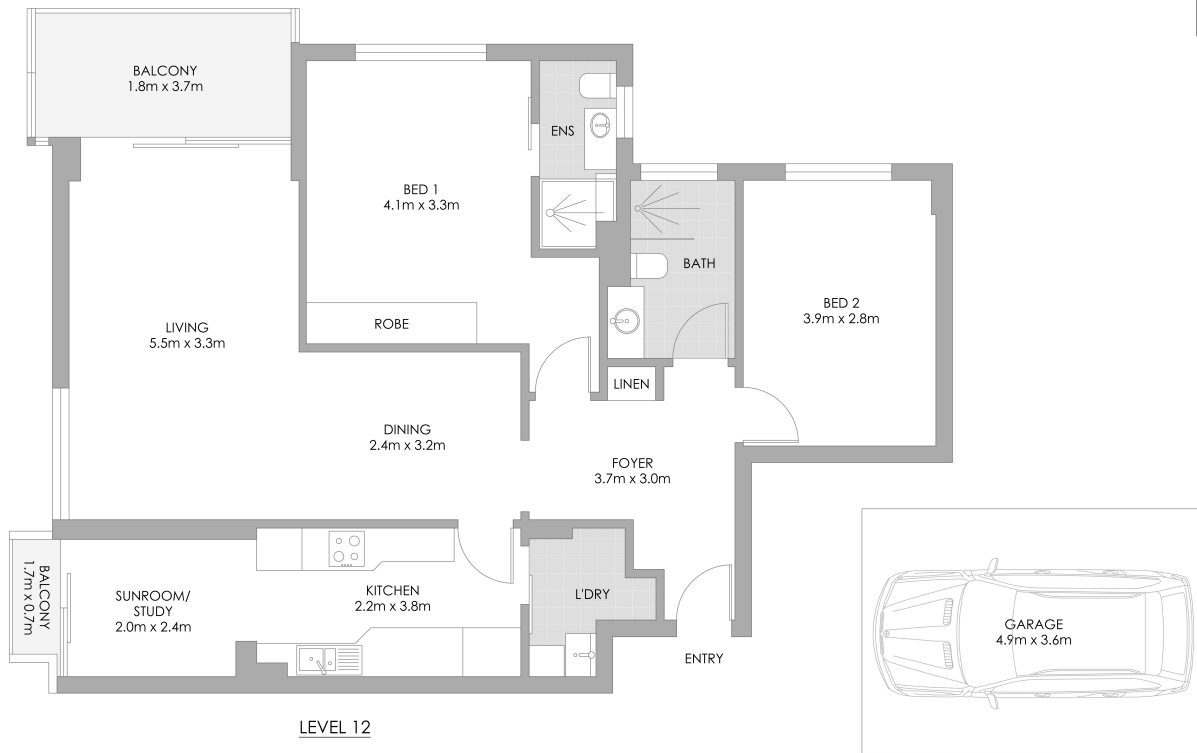 BALCONY
1.8m x 3.7m
ENS
BED 1
4.1m x 3.3m
BATH
BED 2
3.9m x 2.8m
ROBE
LIVING
5.5m x 3.3m
LINEN
DINING
2.4m x 3.2m
FOYER
3.7m x 3.0m
BALCONY
1.7m x 0.7m
SUNROOM/
STUDY
2.0m x 2.4m
KITCHEN
2.2m x 3.8m
L'DRY
ENTRY
GARAGE
4.9m x 3.6m
LEVEL 12